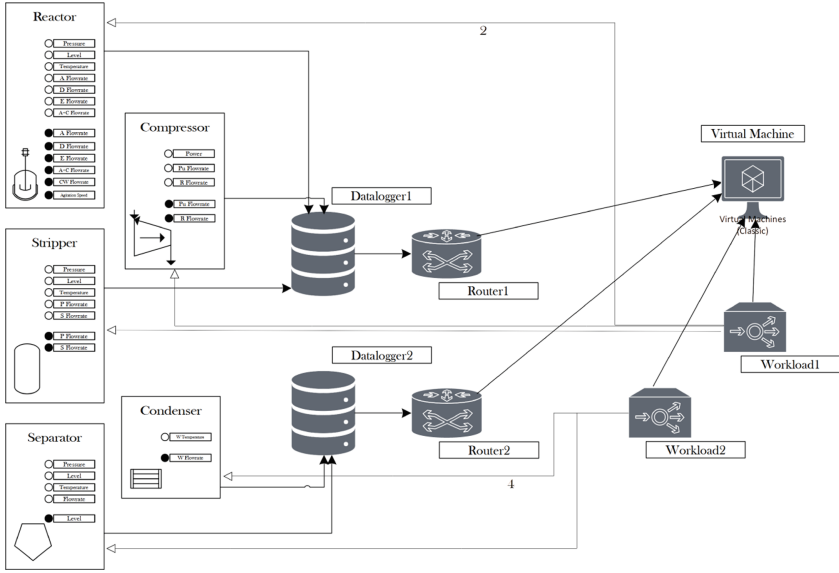 Reactor
Pressure
Level
Temperature
A Flowrate
D Flowrate
E Flowrate
A+C Flowrate
A Flowrate
D Flowrate
E Flowrate
A+C Flowrate
CW Flowrate
Agitation Speed
2
Compressor
Power
Pu Flowrate
R Flowrate
Pu Flowrate
R Flowrate
Datalogger1
Router1
Virtual Machine
Virtual Machines
(Classic)
Stripper
Pressure
Level
Temperature
P Flowrate
S Flowrate
P Flowrate
S Flowrate
Workload1
Datalogger2
Router2
Workload2
Condenser
W Temperature
W Flowrate
4
Separator
Pressure
Level
Temperature
Flowrate
Level